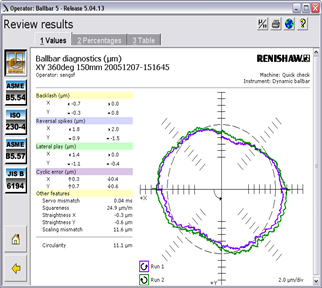 Operator: Ballbar 5 - Release 5.04.13
Review results
1 Values
2 Percentages
3 Table
Ballbar diagnostics (µm)
XY 360deg 150mm 20051207-151645
Operator: sengsf
RENISHAW
Machine: Quick check
Instrument: Dynamic ballbar
ASME
B5.54
ISO
230-4
ASME
B5.57
JIS B
6194
Backlash (µm)
X -0.7 0.0
Y -0.3 0.8
Reversal spikes (µm)
X 1.8 2.0
Y 0.9 -1.5
Lateral play (µm)
X 1.4 0.0
Y -1.1 -0.4
Cyclic error (µm)
X 0.3 0.4
Y 0.7 0.6
Other features
Servo mismatch 0.04 ms
Squareness 24.9 µm/m
Straightness X -0.3 µm
Straightness Y -0.6 µm
Scaling mismatch 11.6 µm
Circularity 11.1 µm
+X
+Y
Run 1
Run 2
2.0 µm/div